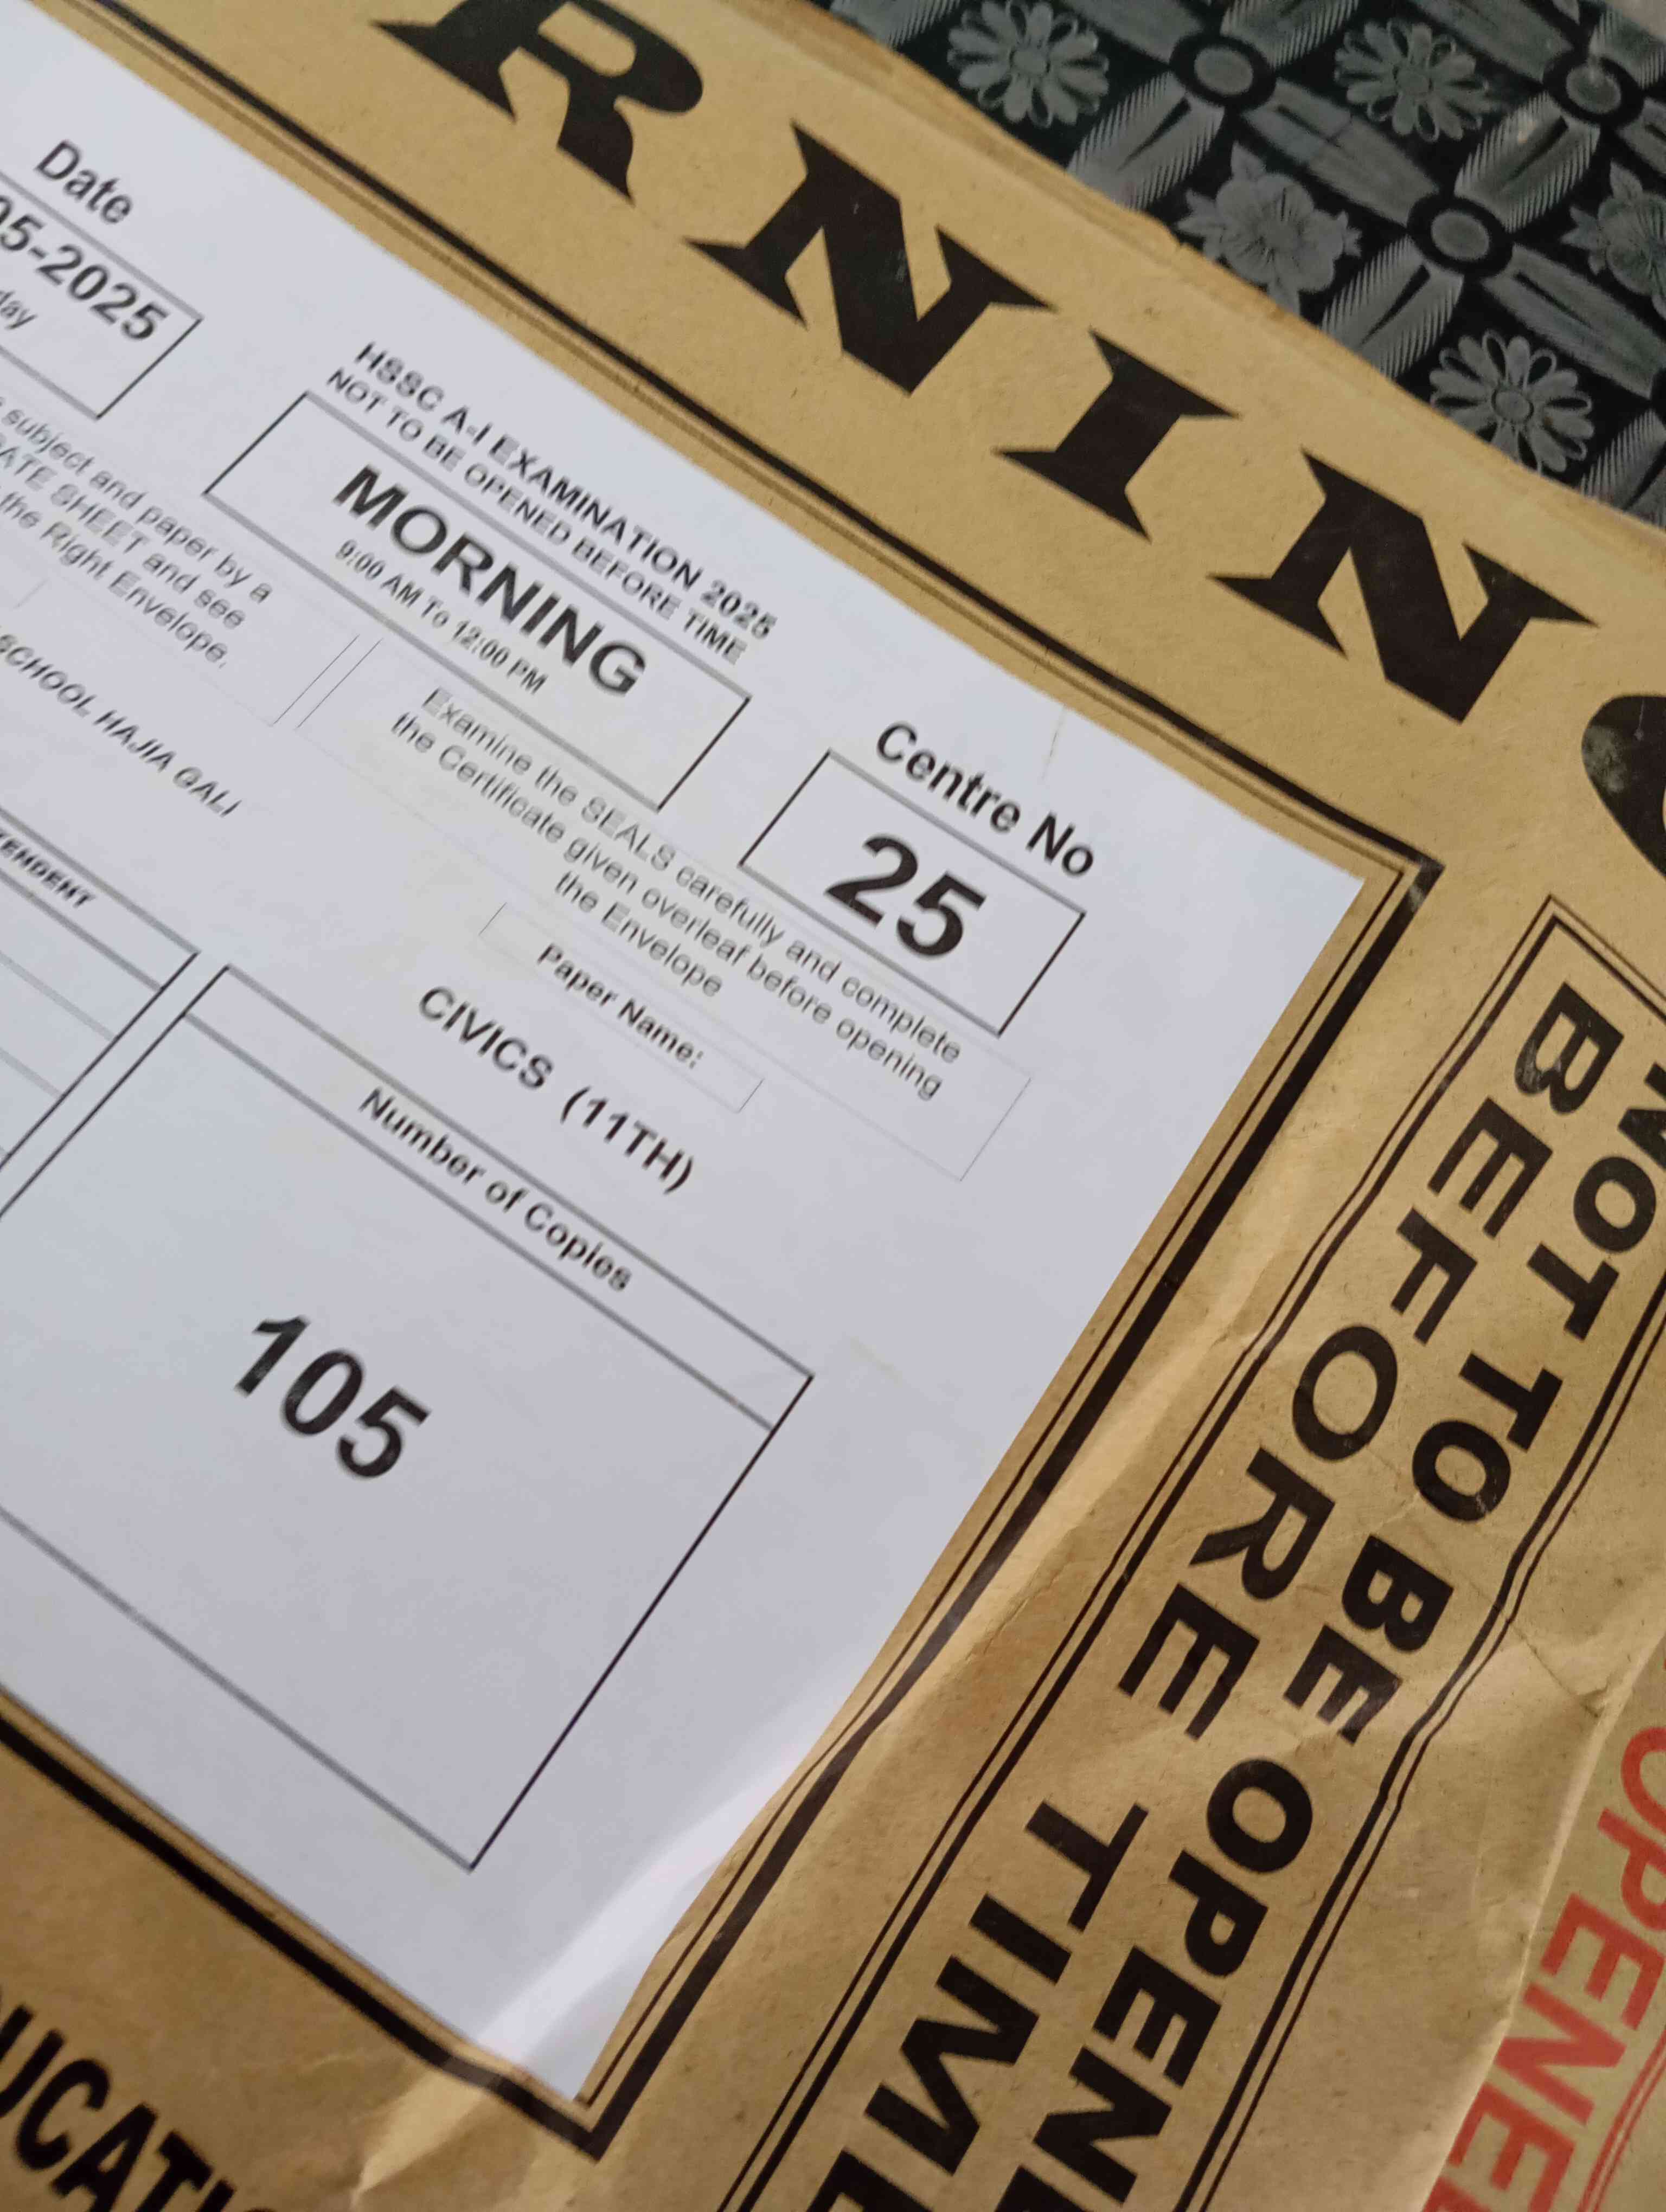 RNING
Date
05-2025
day
HSSC A-I EXAMINATION 2025
NOT TO BE OPENED BEFORE TIME
MORNING
9:00 AM To 12:00 PM
Centre No
25
subject and paper by a
DATE SHEET and see
the Right Envelope.
Examine the SEALS carefully and complete
the Certificate given overleaf before opening
the Envelope
SCHOOL HAJIA GALI
Paper Name:
CIVICS (11TH)
Number of Copies
105
NOT TO BE OPENE
BEFORE TIME
OPENE
UCATI